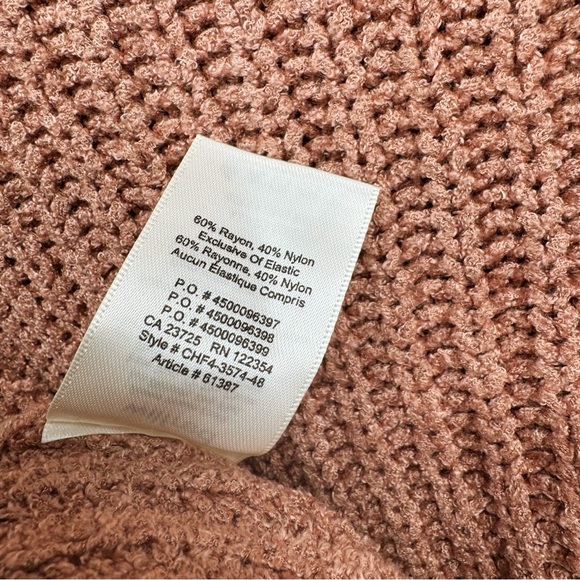 60% Rayon, 40% Nylon
Exclusive Of Elastic
60% Rayonne, 40% Nylon
Aucun Elastique Compris
P.O. # 4500096397
P.O. # 4500096398
P.O. # 4500096399
CA 23725 RN 122354
Style # CHF4-3574-48
Article # 61387